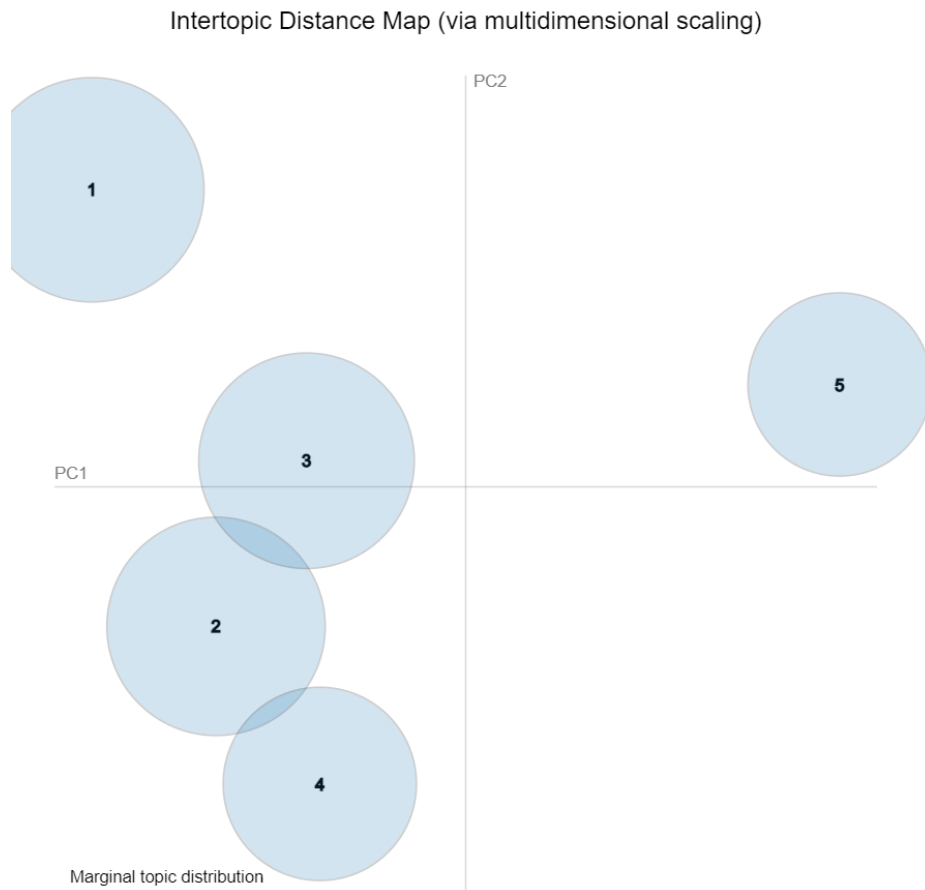 Intertopic Distance Map (via multidimensional scaling)
PC2
1
5
3
PC1
2
4
Marginal topic distribution